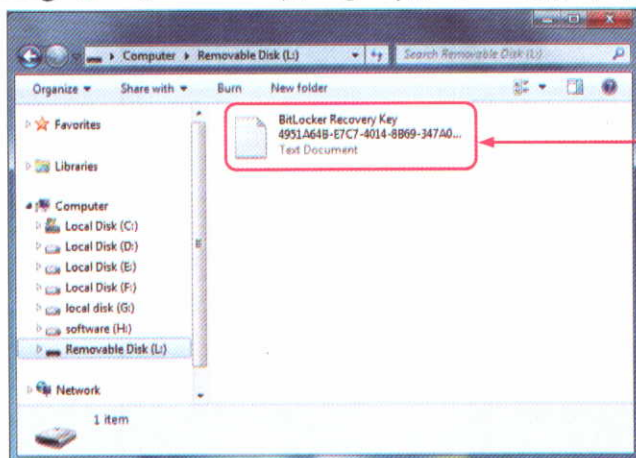 Computer ▸ Removable Disk (L:)
Search Removable Disk (L:)
Organize
Share with
Burn
New folder
Favorites
Libraries
Computer
Local Disk (C:)
Local Disk (D:)
Local Disk (E:)
Local Disk (F:)
local disk (G:)
software (H:)
Removable Disk (L:)
Network
BitLocker Recovery Key
4951A64B-E7C7-4014-8B69-347A0...
Text Document
1 item